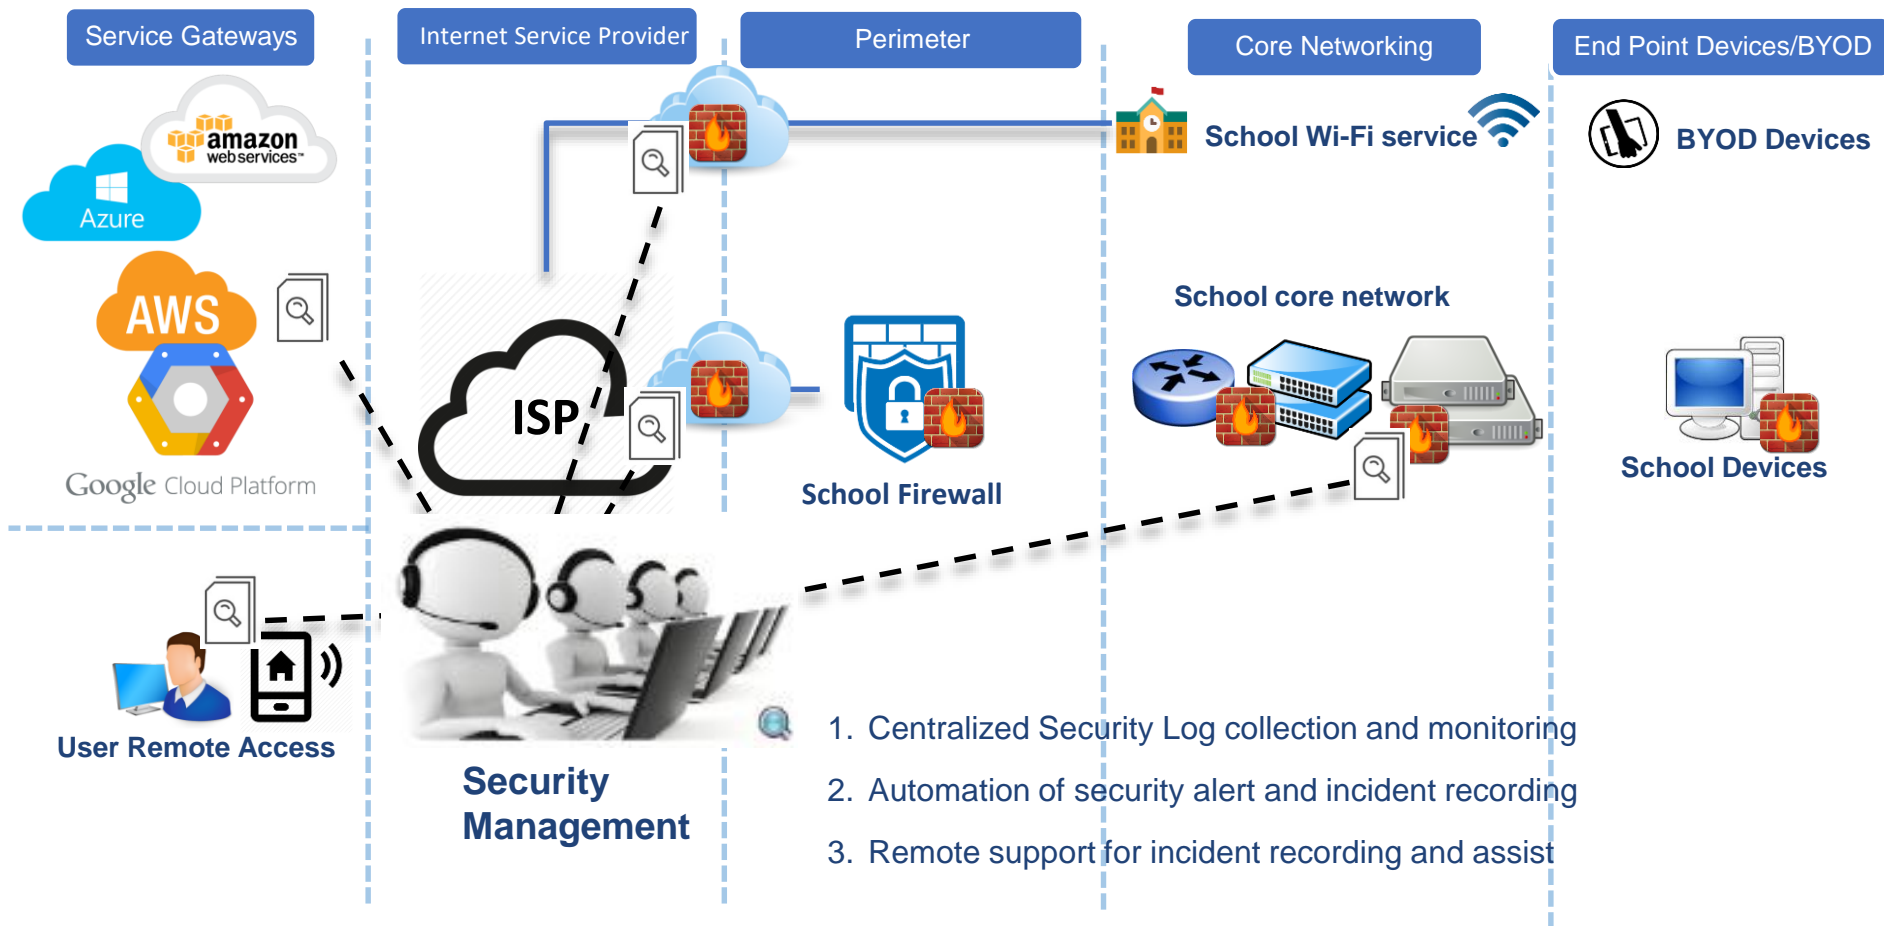 Service Gateways
Internet Service Provider
Perimeter
Core Networking
End Point Devices/BYOD
amazon
webservices™
Azure
AWS
Google Cloud Platform
School Wi-Fi service
BYOD Devices
School core network
ISP
School Firewall
School Devices
User Remote Access
Security
Management
1. Centralized Security Log collection and monitoring
2. Automation of security alert and incident recording
3. Remote support for incident recording and assist